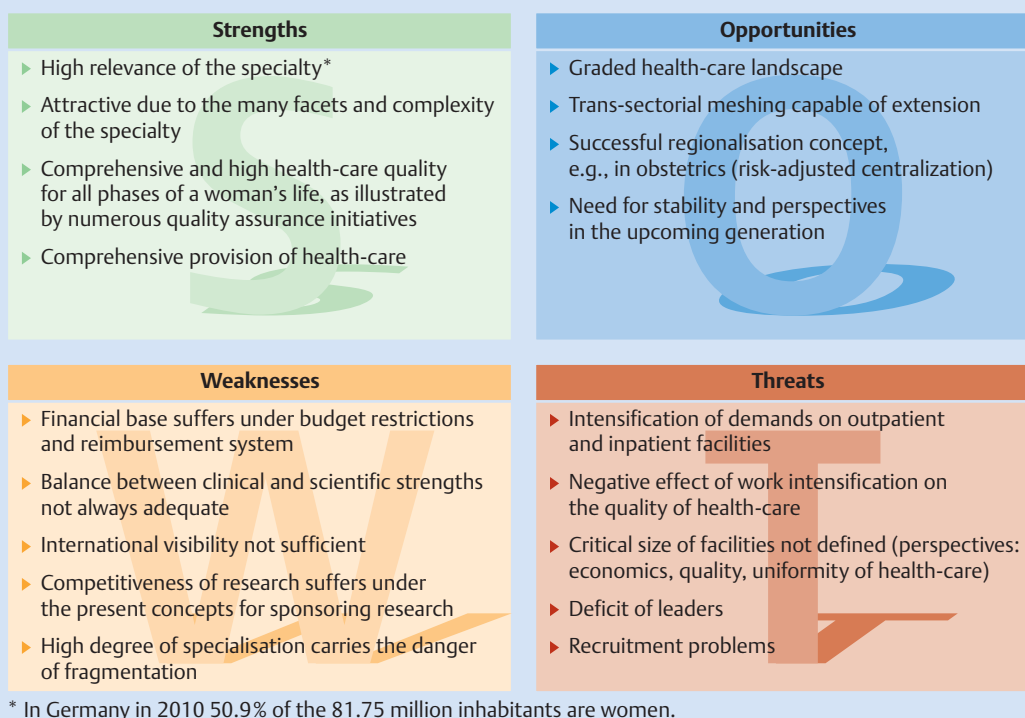 Strengths
High relevance of the specialty*
Attractive due to the many facets and complexity
of the specialty
Comprehensive and high health-care quality
for all phases of a woman's life, as illustrated
by numerous quality assurance initiatives
Comprehensive provision of health-care
Opportunities
Graded health-care landscape
Trans-sectorial meshing capable of extension
Successful regionalisation concept,
e.g., in obstetrics (risk-adjusted centralization)
Need for stability and perspectives
in the upcoming generation
Weaknesses
Financial base suffers under budget restrictions
and reimbursement system
Balance between clinical and scientific strengths
not always adequate
International visibility not sufficient
Competitiveness of research suffers under
the present concepts for sponsoring research
High degree of specialisation carries the danger
of fragmentation
Threats
Intensification of demands on outpatient
and inpatient facilities
Negative effect of work intensification on
the quality of health-care
Critical size of facilities not defined (perspectives:
economics, quality, uniformity of health-care)
Deficit of leaders
Recruitment problems
S
O
W
T
* In Germany in 2010 50.9% of the 81.75 million inhabitants are women.